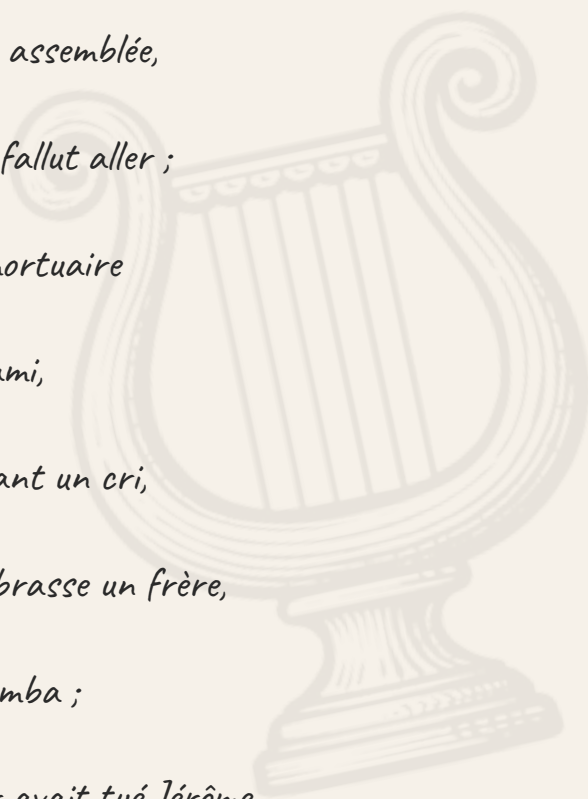 assemblée,
fallut aller ;
ortuaire
mi,
ant un cri,
brasse un frère,
mba ;
avait tué Jérôme